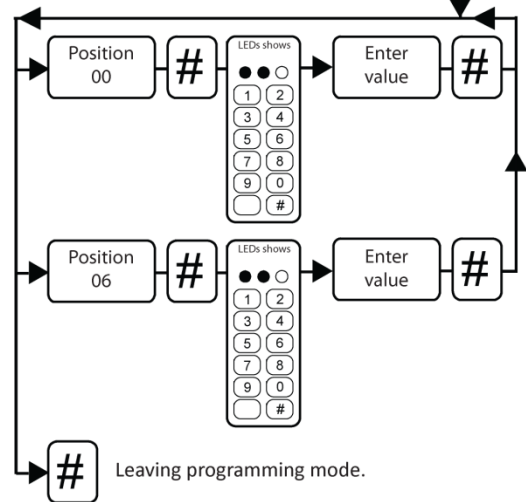 Position
00
#
LEDs shows
1 2
3 4
5 6
7 8
9 0
#
Enter
value
#
Position
06
#
LEDs shows
1 2
3 4
5 6
7 8
9 0
#
Enter
value
#
# Leaving programming mode.